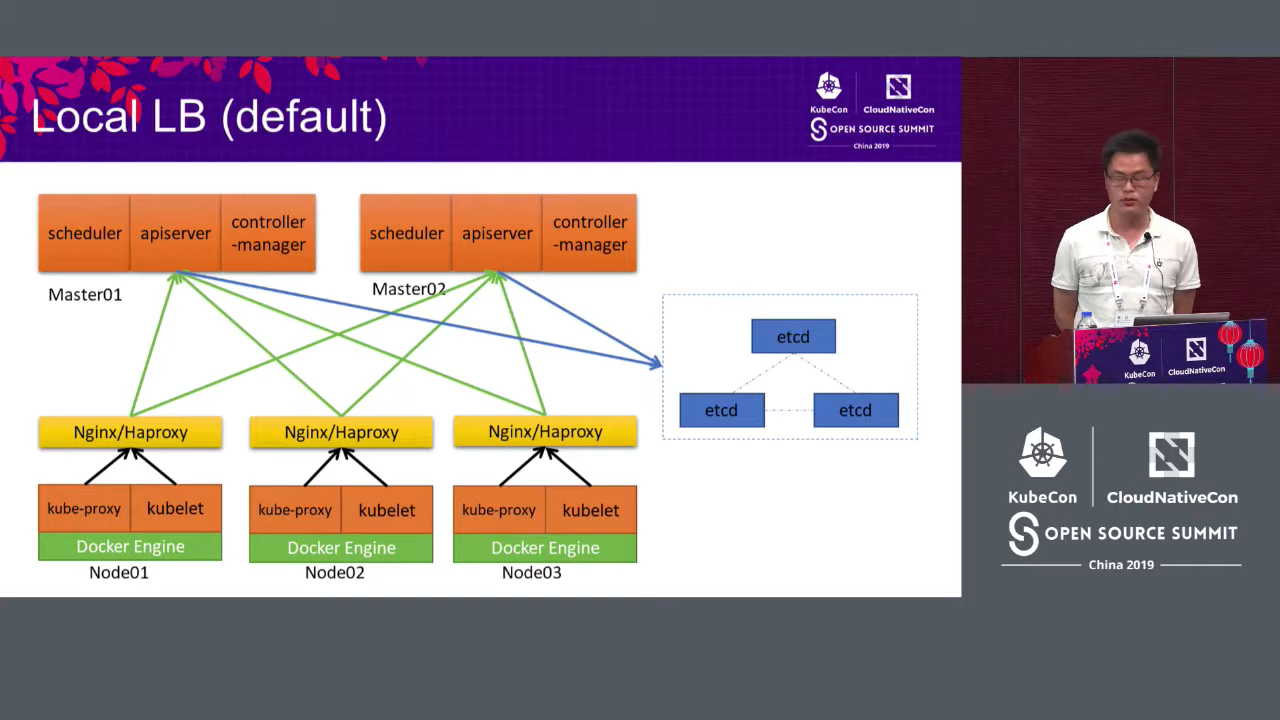 Local LB (default)
KubeCon
CloudNativeCon
OPEN SOURCE SUMMIT
China 2019
scheduler
apiserver
controller
-manager
scheduler
apiserver
controller
-manager
Master01
Master02
etcd
etcd
etcd
Nginx/Haproxy
Nginx/Haproxy
Nginx/Haproxy
kube-proxy
kubelet
kube-proxy
kubelet
kube-proxy
kubelet
Docker Engine
Docker Engine
Docker Engine
Node01
Node02
Node03
KubeCon
CloudNativeCon
KubeCon
CloudNativeCon
OPEN SOURCE SUMMIT
China 2019